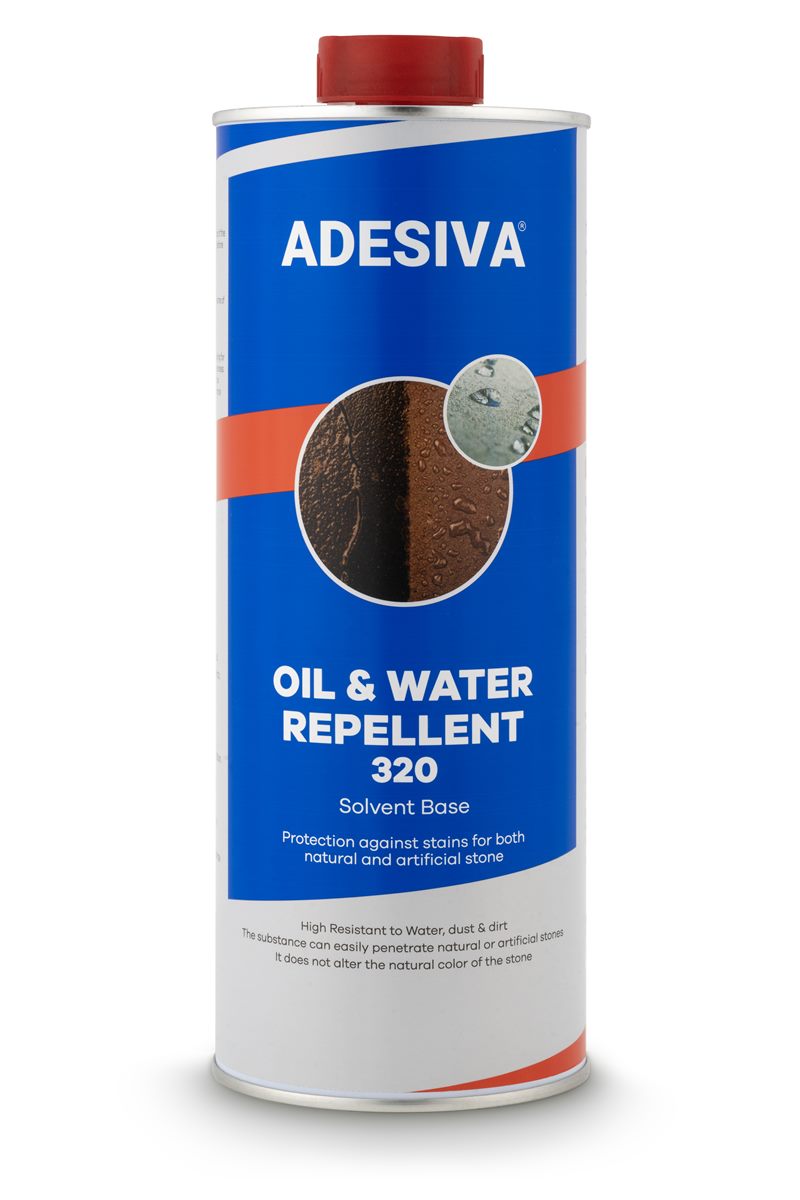 ADESIVA®
OIL & WATER
REPELLENT
320
Solvent Base
Protection against stains for both
natural and artificial stone
High Resistant to Water, dust & dirt
The substance can easily penetrate natural or artificial stones
It does not alter the natural color of the stone